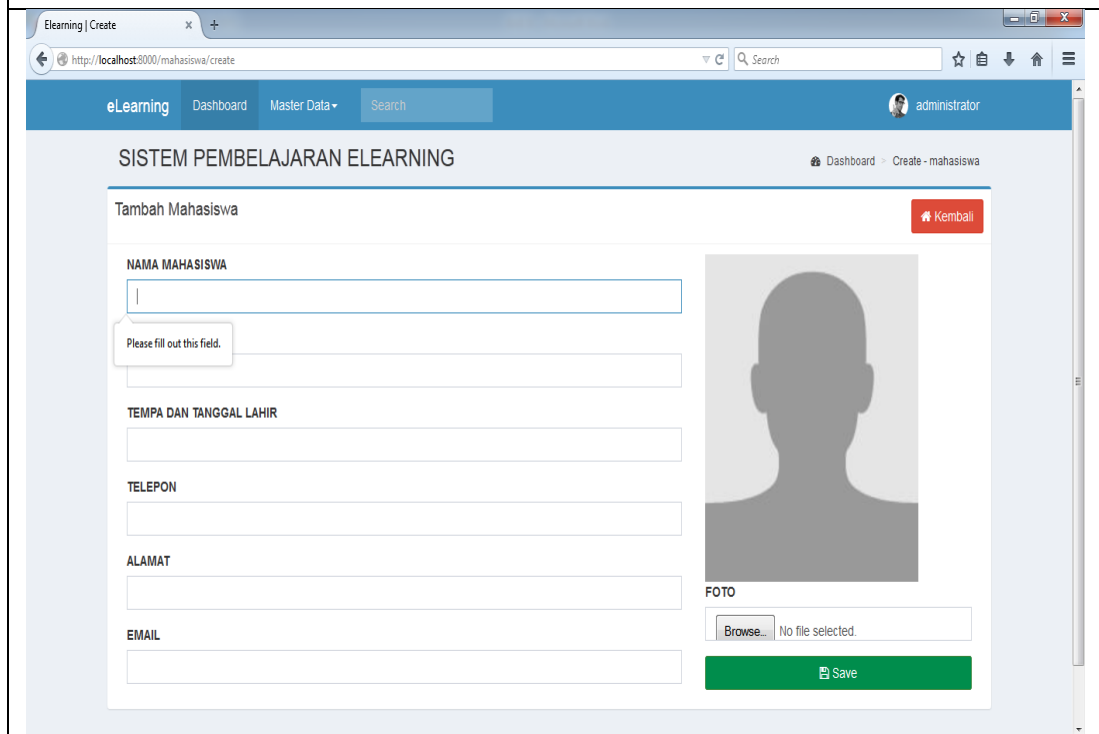 Elearning | Create × +
http://localhost:8000/mahasiswa/create Search
eLearning Dashboard Master Data Search administrator
SISTEM PEMBELAJARAN ELEARNING Dashboard > Create - mahasiswa
Tambah Mahasiswa Kembali
NAMA MAHASISWA
Please fill out this field.
TEMPA DAN TANGGAL LAHIR
TELEPON
ALAMAT
FOTO
Browse... No file selected.
EMAIL
Save